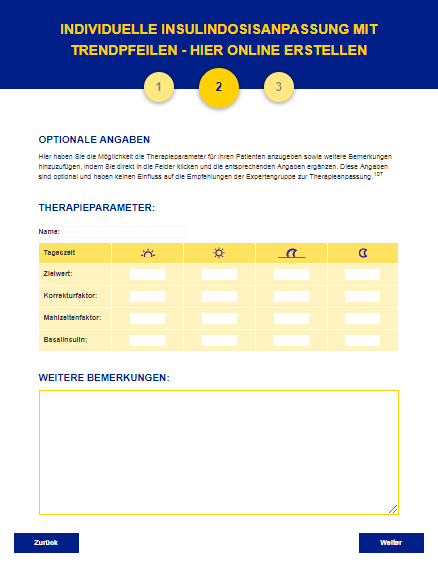 INDIVIDUELLE INSULINDOSISANPASSUNG MIT
TRENDPFEILEN - HIER ONLINE ERSTELLEN
1 2 3
OPTIONALE ANGABEN
Hier haben Sie die Möglichkeit die Therapieparameter für Ihren Patienten anzugeben sowie weitere Bemerkungen
hinzuzufügen, indem Sie direkt in die Felder klicken und die entsprechenden Angaben ergänzen. Diese Angaben
sind optional und haben keinen Einfluss auf die Empfehlungen der Expertengruppe zur Therapieanpassung.107
THERAPIEPARAMETER:
Name:
Tageszeit
Zielwert:
Korrekturfaktor:
Mahlzeitenfaktor:
Basalinsulin:
WEITERE BEMERKUNGEN:
Zurück Weiter